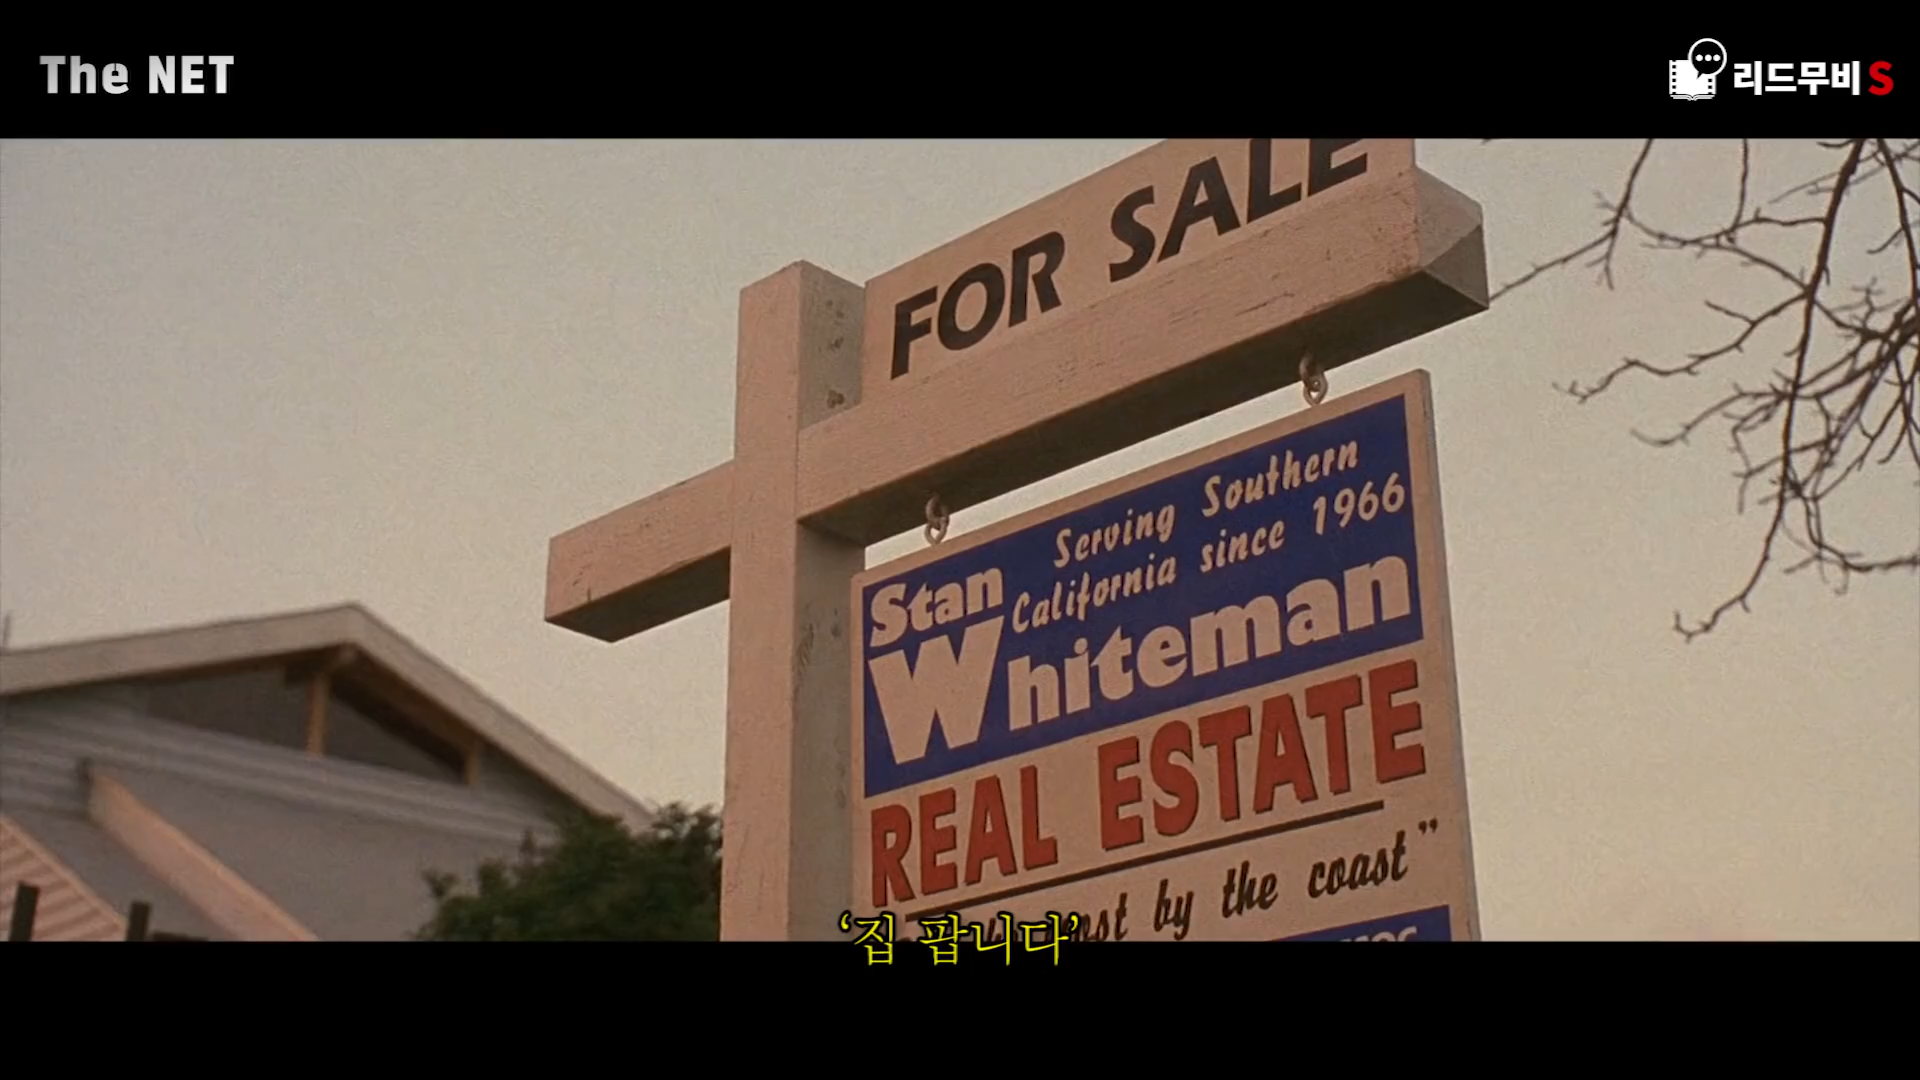 The NET
리드무비 S
FOR SALE
Serving Southern
California since 1966
Stan
Whiteman
REAL ESTATE
by the coast"
'집 팝니다'